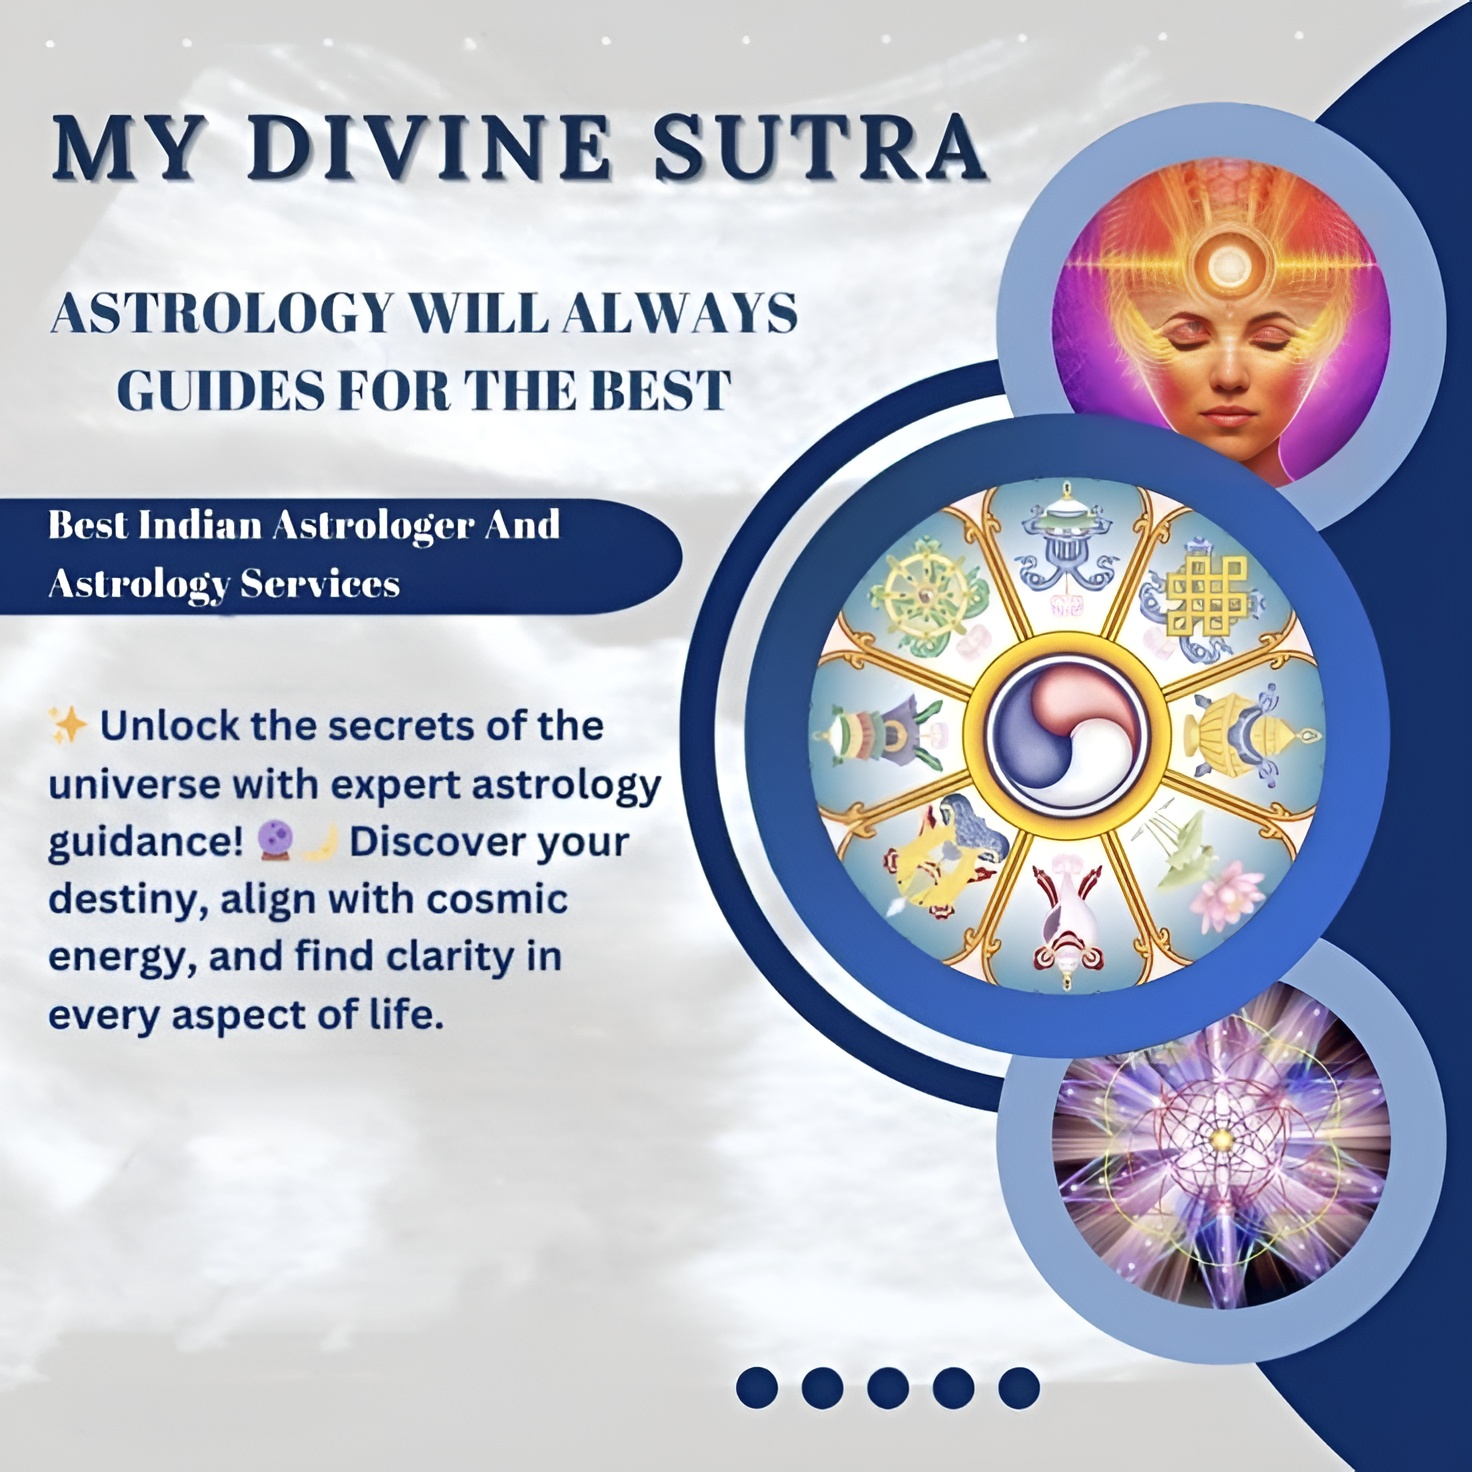 MY DIVINE SUTRA
ASTROLOGY WILL ALWAYS
GUIDES FOR THE BEST
Best Indian Astrologer And
Astrology Services
✨ Unlock the secrets of the
universe with expert astrology
guidance! 🔮🌙 Discover your
destiny, align with cosmic
energy, and find clarity in
every aspect of life.